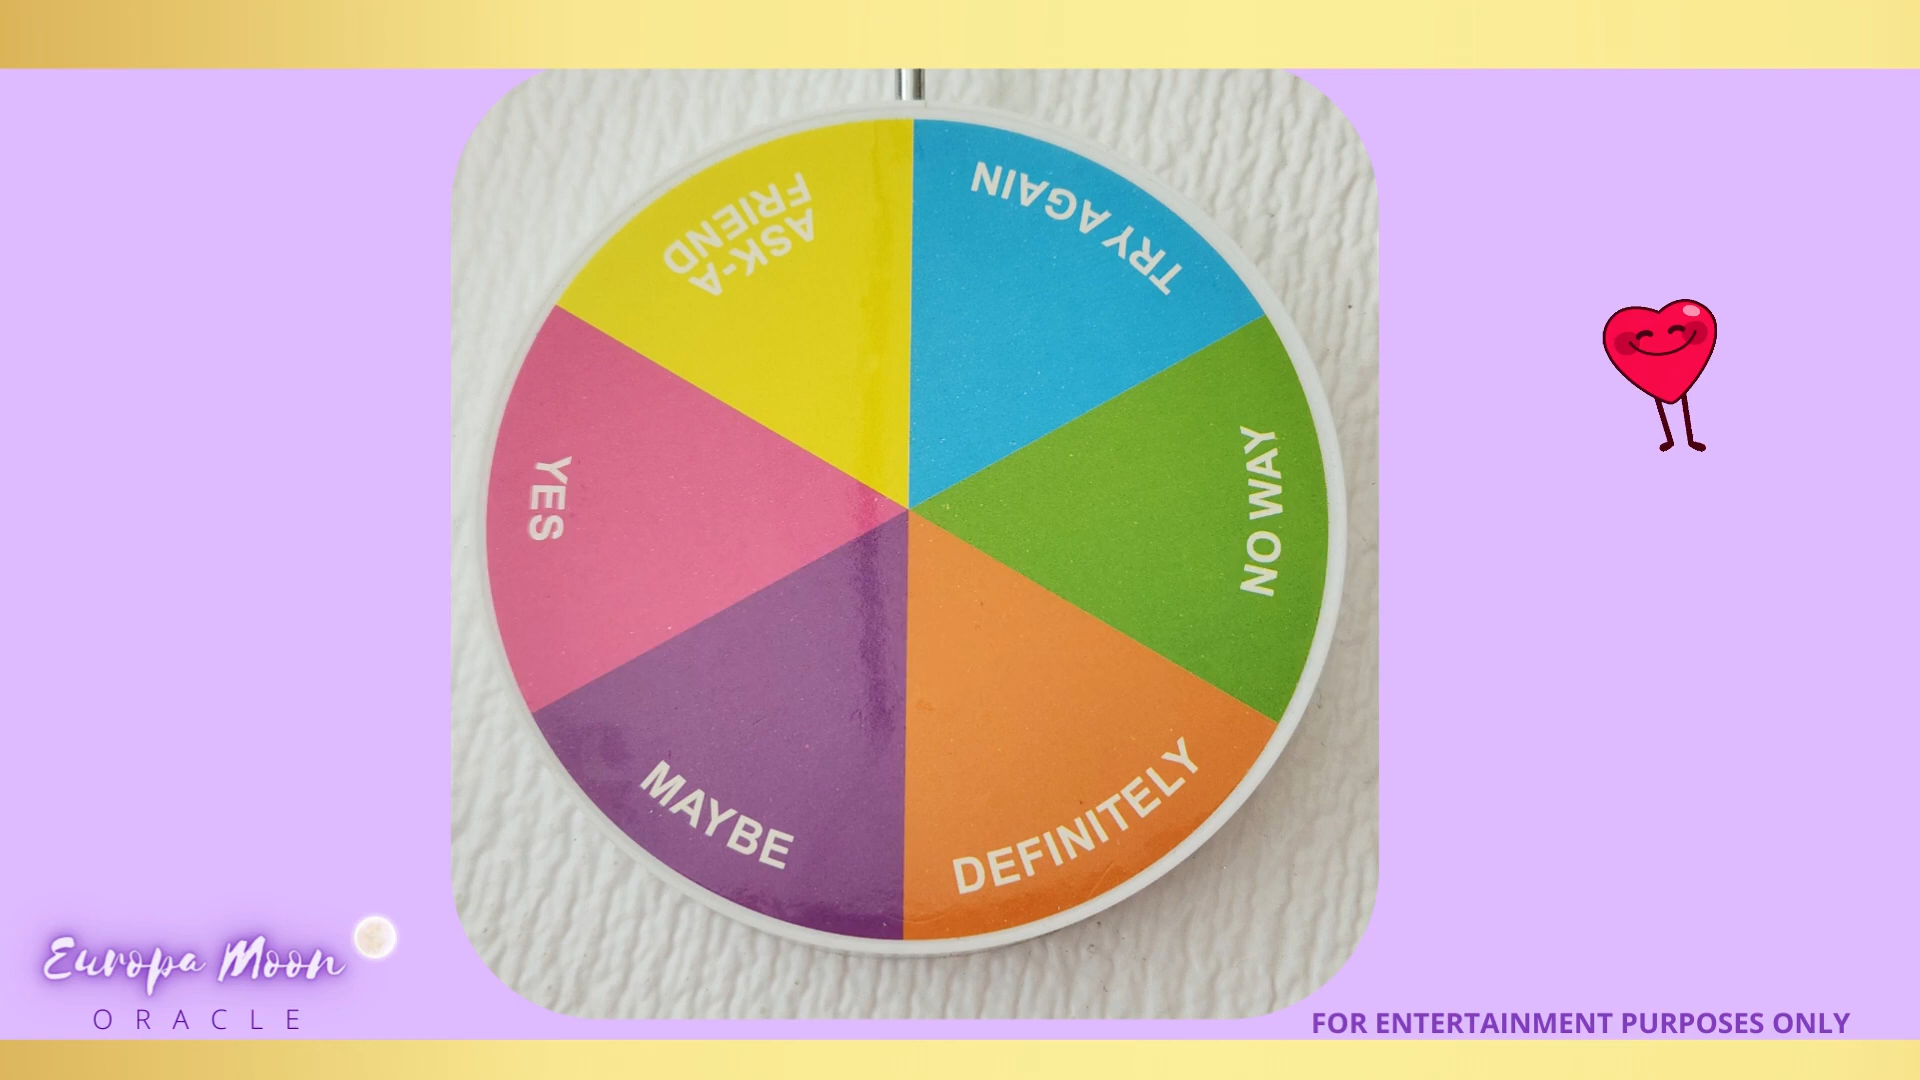 ASK-A
FRIEND
TRY AGAIN
YES
NO WAY
MAYBE
DEFINITELY
Europa Moon
ORACLE
FOR ENTERTAINMENT PURPOSES ONLY